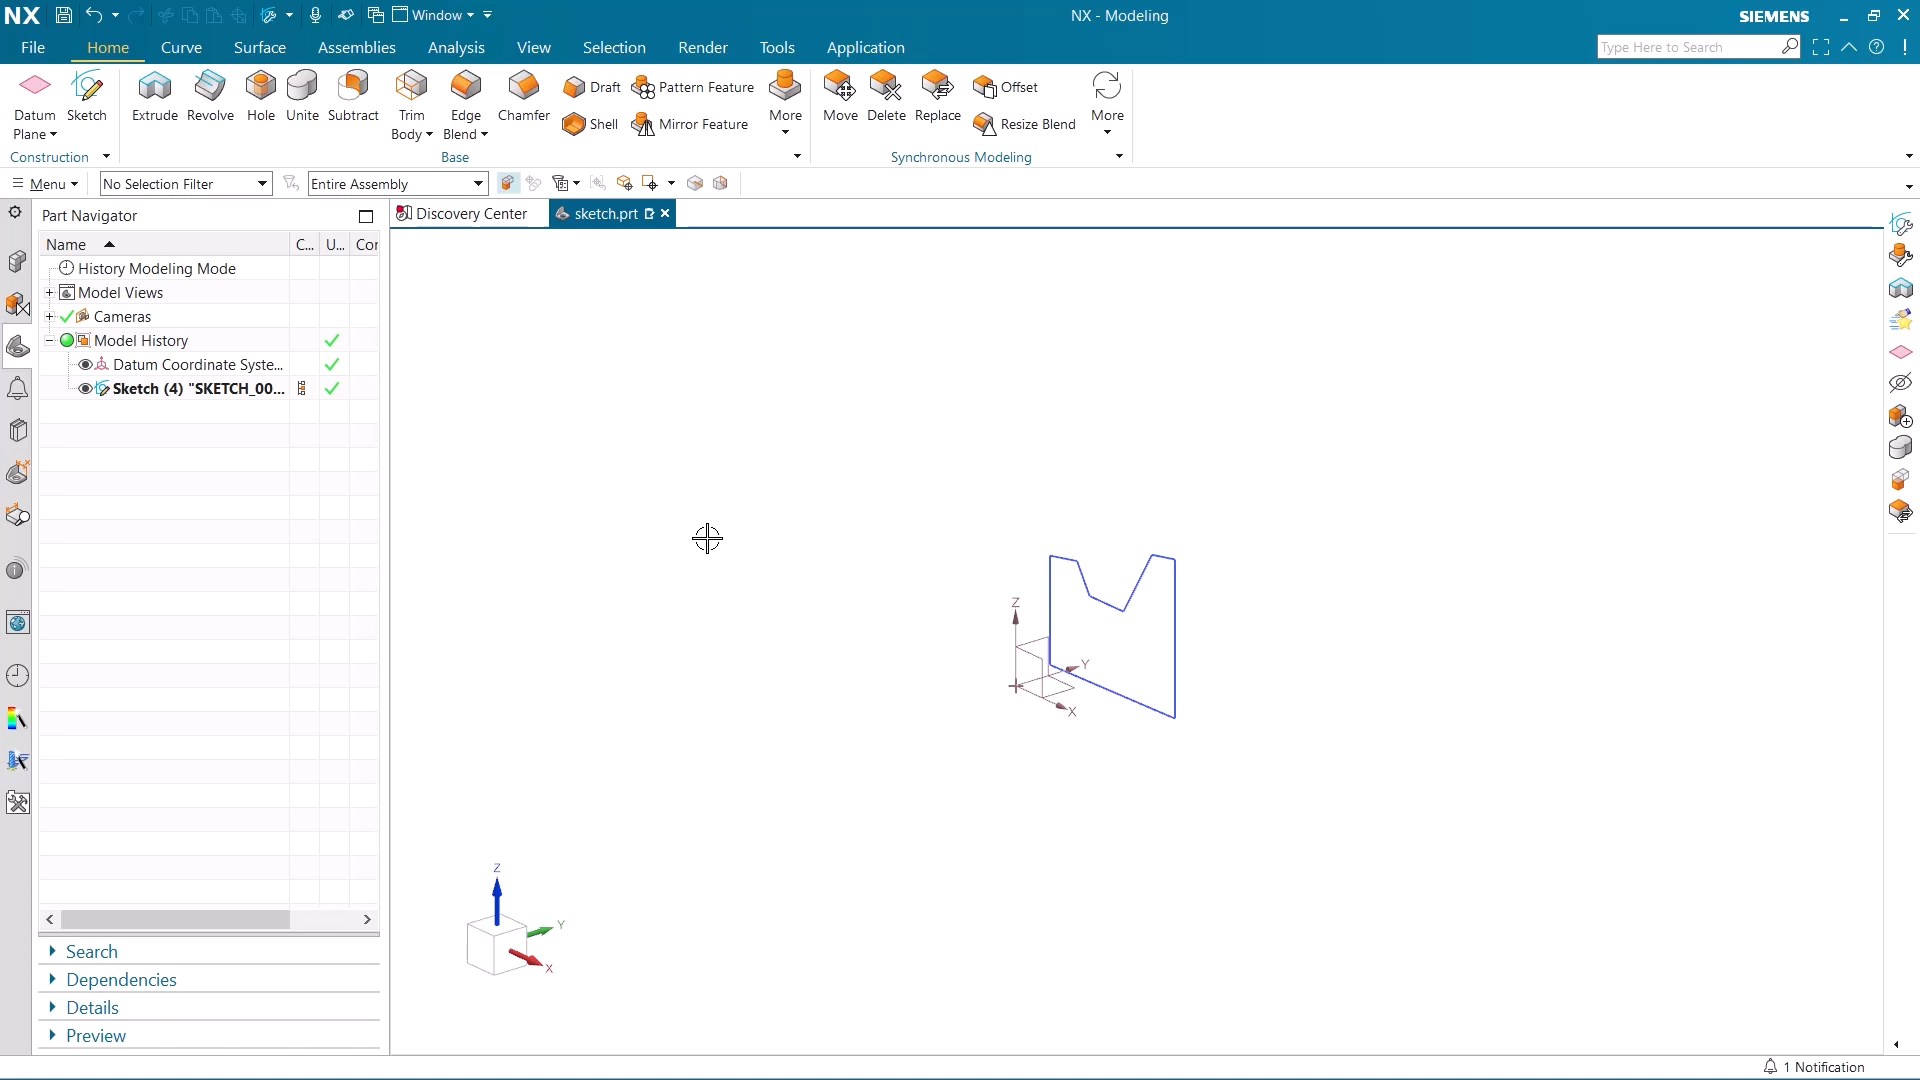 NX
Window
NX - Modeling
SIEMENS
File
Home
Curve
Surface
Assemblies
Analysis
View
Selection
Render
Tools
Application
Type Here to Search
Datum
Plane
Sketch
Extrude
Revolve
Hole
Unite
Subtract
Trim
Body
Edge
Blend
Chamfer
Draft
Shell
Pattern Feature
Mirror Feature
More
Move
Delete
Replace
Offset
Resize Blend
More
Construction
Base
Synchronous Modeling
Menu
No Selection Filter
Entire Assembly
Part Navigator
Discovery Center
sketch.prt
Name
C...
U...
Cor
History Modeling Mode
Model Views
Cameras
Model History
Datum Coordinate Syste...
Sketch (4) "SKETCH_00...
Z
Y
X
Z
Y
X
Search
Dependencies
Details
Preview
1 Notification